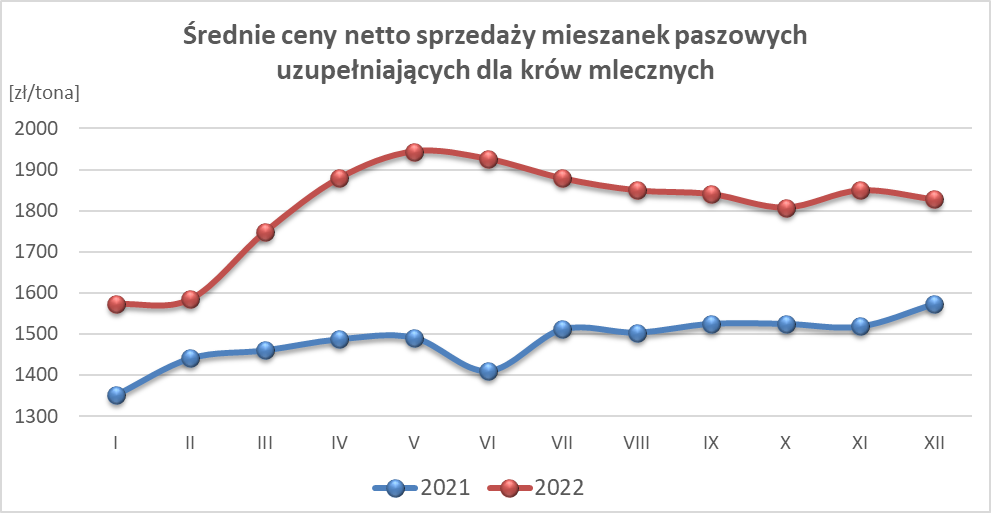 Średnie ceny netto sprzedaży mieszanek paszowych
uzupełniających dla krów mlecznych
[zł/tona]
2000
1900
1800
1700
1600
1500
1400
1300
I II III IV V VI VII VIII IX X XI XII
2021 2022